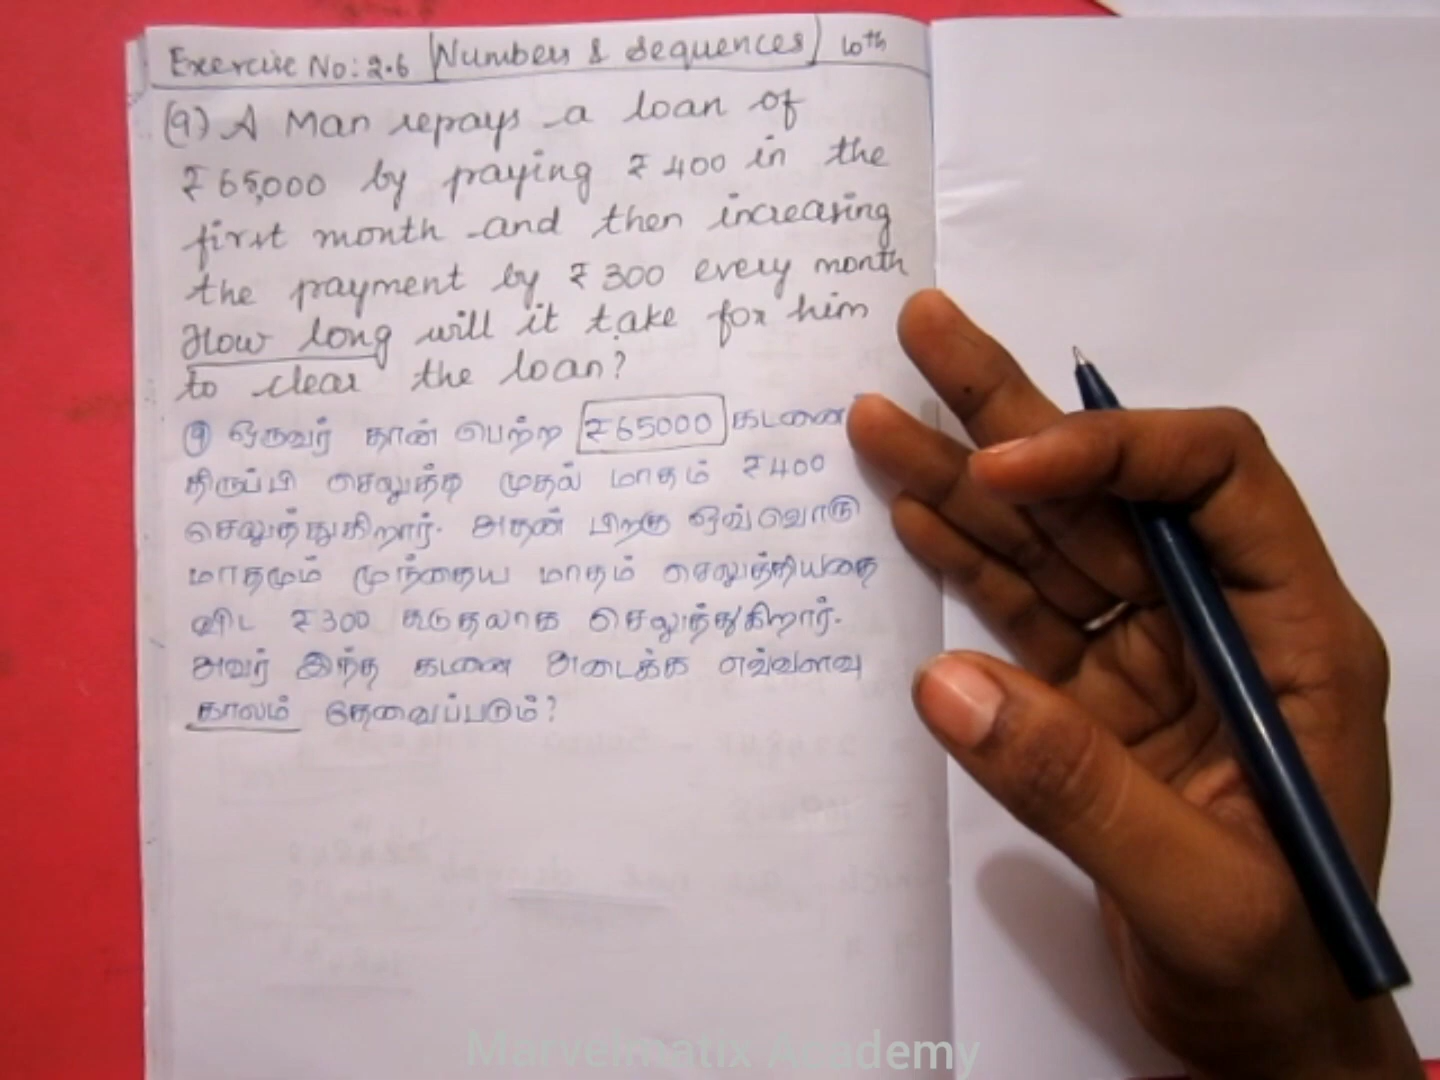 Exercise No: 2.6 Numbers & Sequences 10th
(9) A Man repays a loan of
₹65,000 by paying ₹400 in the
first month and then increasing
the payment by ₹300 every month
How long will it take for him
to clear the loan?
(9) ஒருவர் தான் பெற்ற ₹65000 கடனை
திருப்பி செலுத்த முதல் மாதம் ₹400
செலுத்துகிறார். அதன் பிறகு ஒவ்வொரு
மாதமும் முந்தைய மாதம் செலுத்தியதை
விட ₹300 கூடுதலாக செலுத்துகிறார்.
அவர் இந்த கடனை அடைக்க எவ்வளவு
காலம் தேவைப்படும்?
Marvelmatix Academy